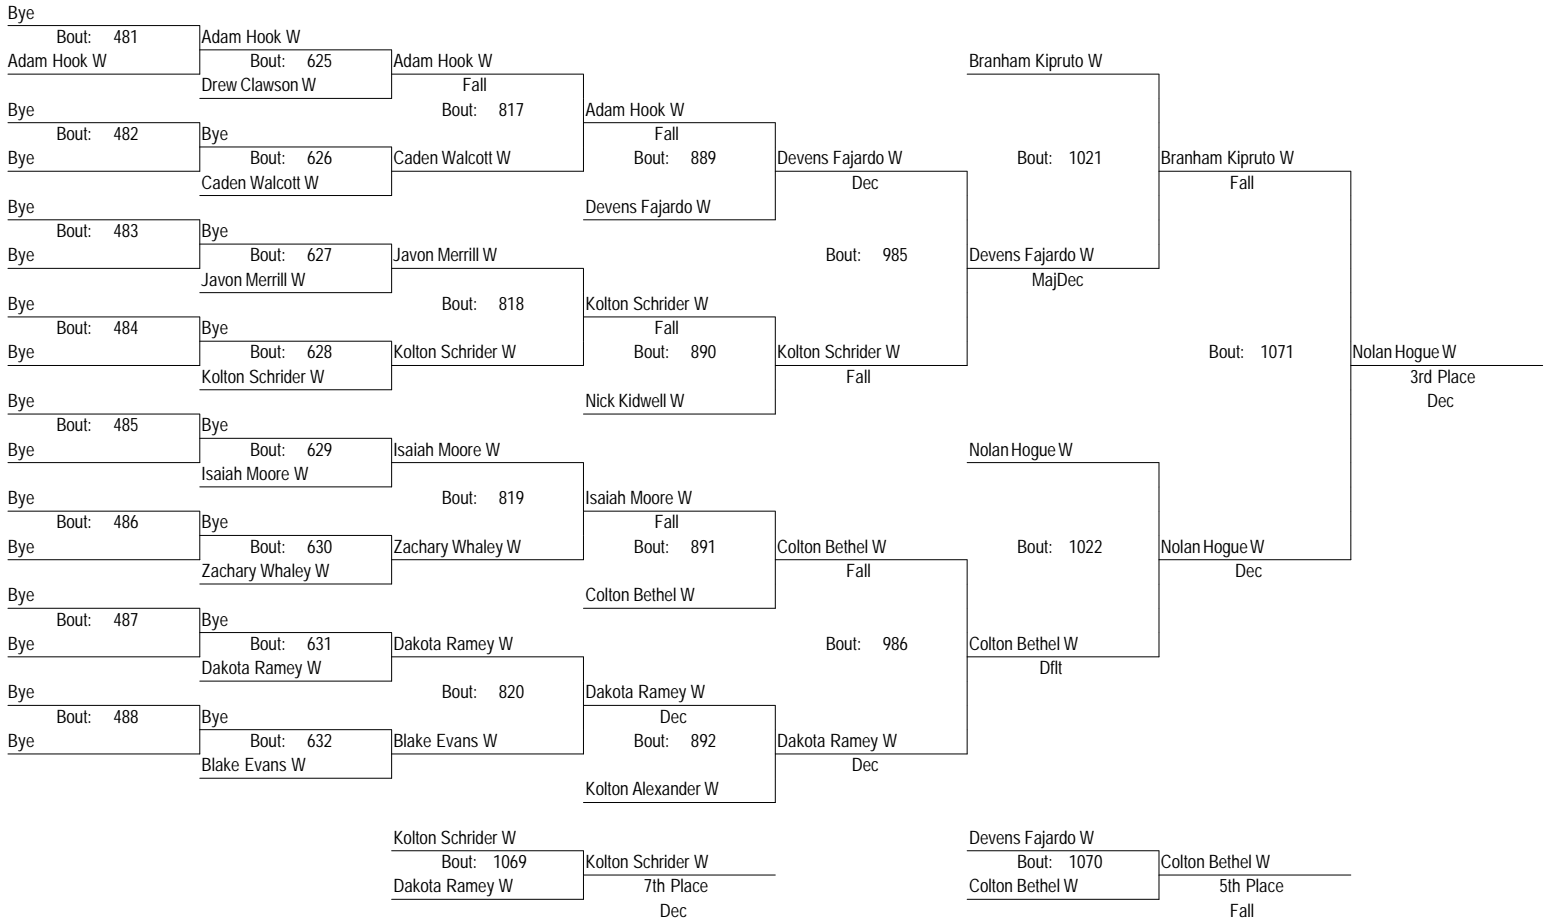 Bye
Bout: 481 Adam Hook W
Adam Hook W Bout: 625 Adam Hook W Branham Kipruto W
Drew Clawson W Fall
Bye Bout: 817 Adam Hook W
Bout: 482 Bye Fall
Bye Bout: 626 Caden Walcott W Bout: 889 Devens Fajardo W Bout: 1021 Branham Kipruto W
Caden Walcott W Dec Fall
Bye Devens Fajardo W
Bout: 483 Bye
Bye Bout: 627 Javon Merrill W Bout: 985 Devens Fajardo W
Javon Merrill W MajDec
Bye Bout: 818 Kolton Schrider W
Bout: 484 Bye Fall
Bye Bout: 628 Kolton Schrider W Bout: 890 Kolton Schrider W Bout: 1071 Nolan Hogue W
Kolton Schrider W Fall 3rd Place
Bye Nick Kidwell W Dec
Bout: 485 Bye
Bye Bout: 629 Isaiah Moore W Nolan Hogue W
Isaiah Moore W
Bye Bout: 819 Isaiah Moore W
Bout: 486 Bye Fall
Bye Bout: 630 Zachary Whaley W Bout: 891 Colton Bethel W Bout: 1022 Nolan Hogue W
Zachary Whaley W Fall Dec
Bye Colton Bethel W
Bout: 487 Bye
Bye Bout: 631 Dakota Ramey W Bout: 986 Colton Bethel W
Dakota Ramey W Dflt
Bye Bout: 820 Dakota Ramey W
Bout: 488 Bye Dec
Bye Bout: 632 Blake Evans W Bout: 892 Dakota Ramey W
Blake Evans W Dec
Kolton Alexander W
Kolton Schrider W Devens Fajardo W
Bout: 1069 Kolton Schrider W Bout: 1070 Colton Bethel W
Dakota Ramey W 7th Place Colton Bethel W 5th Place
Dec Fall